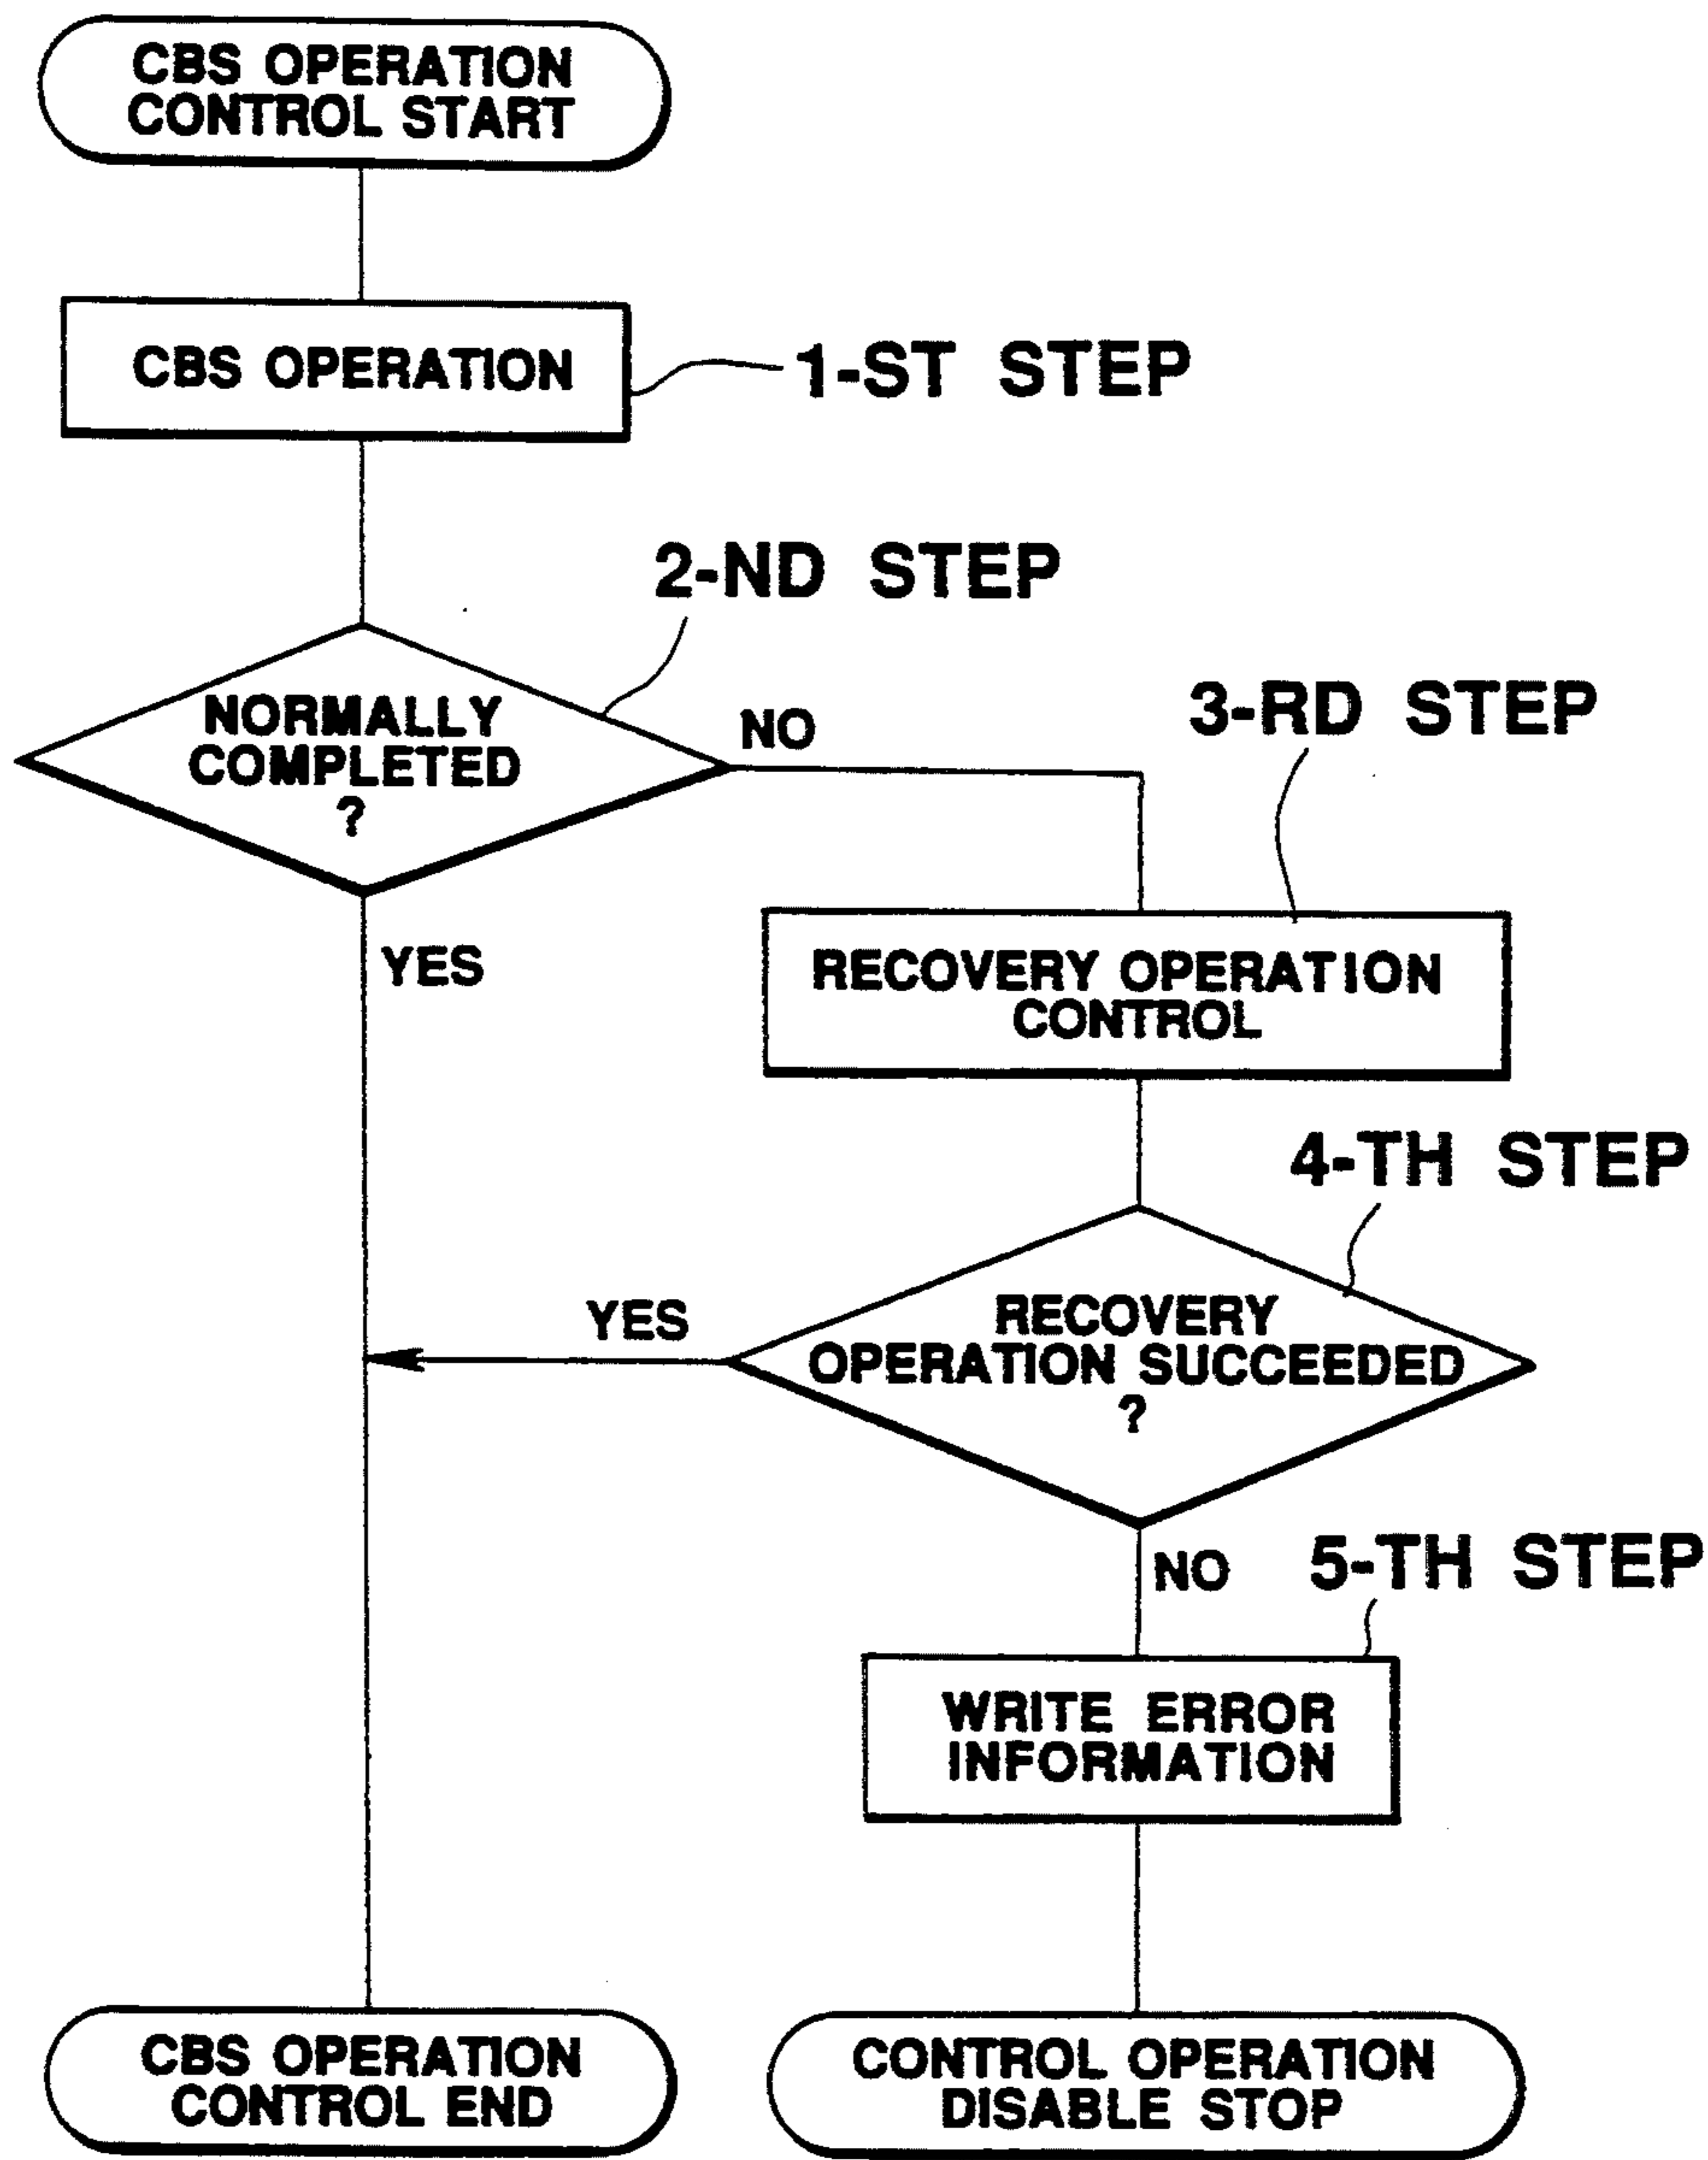 CBS OPERATION
CONTROL START
CBS OPERATION
1-ST STEP
2-ND STEP
NORMALLY
COMPLETED
?
NO
3-RD STEP
YES
RECOVERY OPERATION
CONTROL
4-TH STEP
YES
RECOVERY
OPERATION SUCCEEDED
?
NO
5-TH STEP
WRITE ERROR
INFORMATION
CBS OPERATION
CONTROL END
CONTROL OPERATION
DISABLE STOP